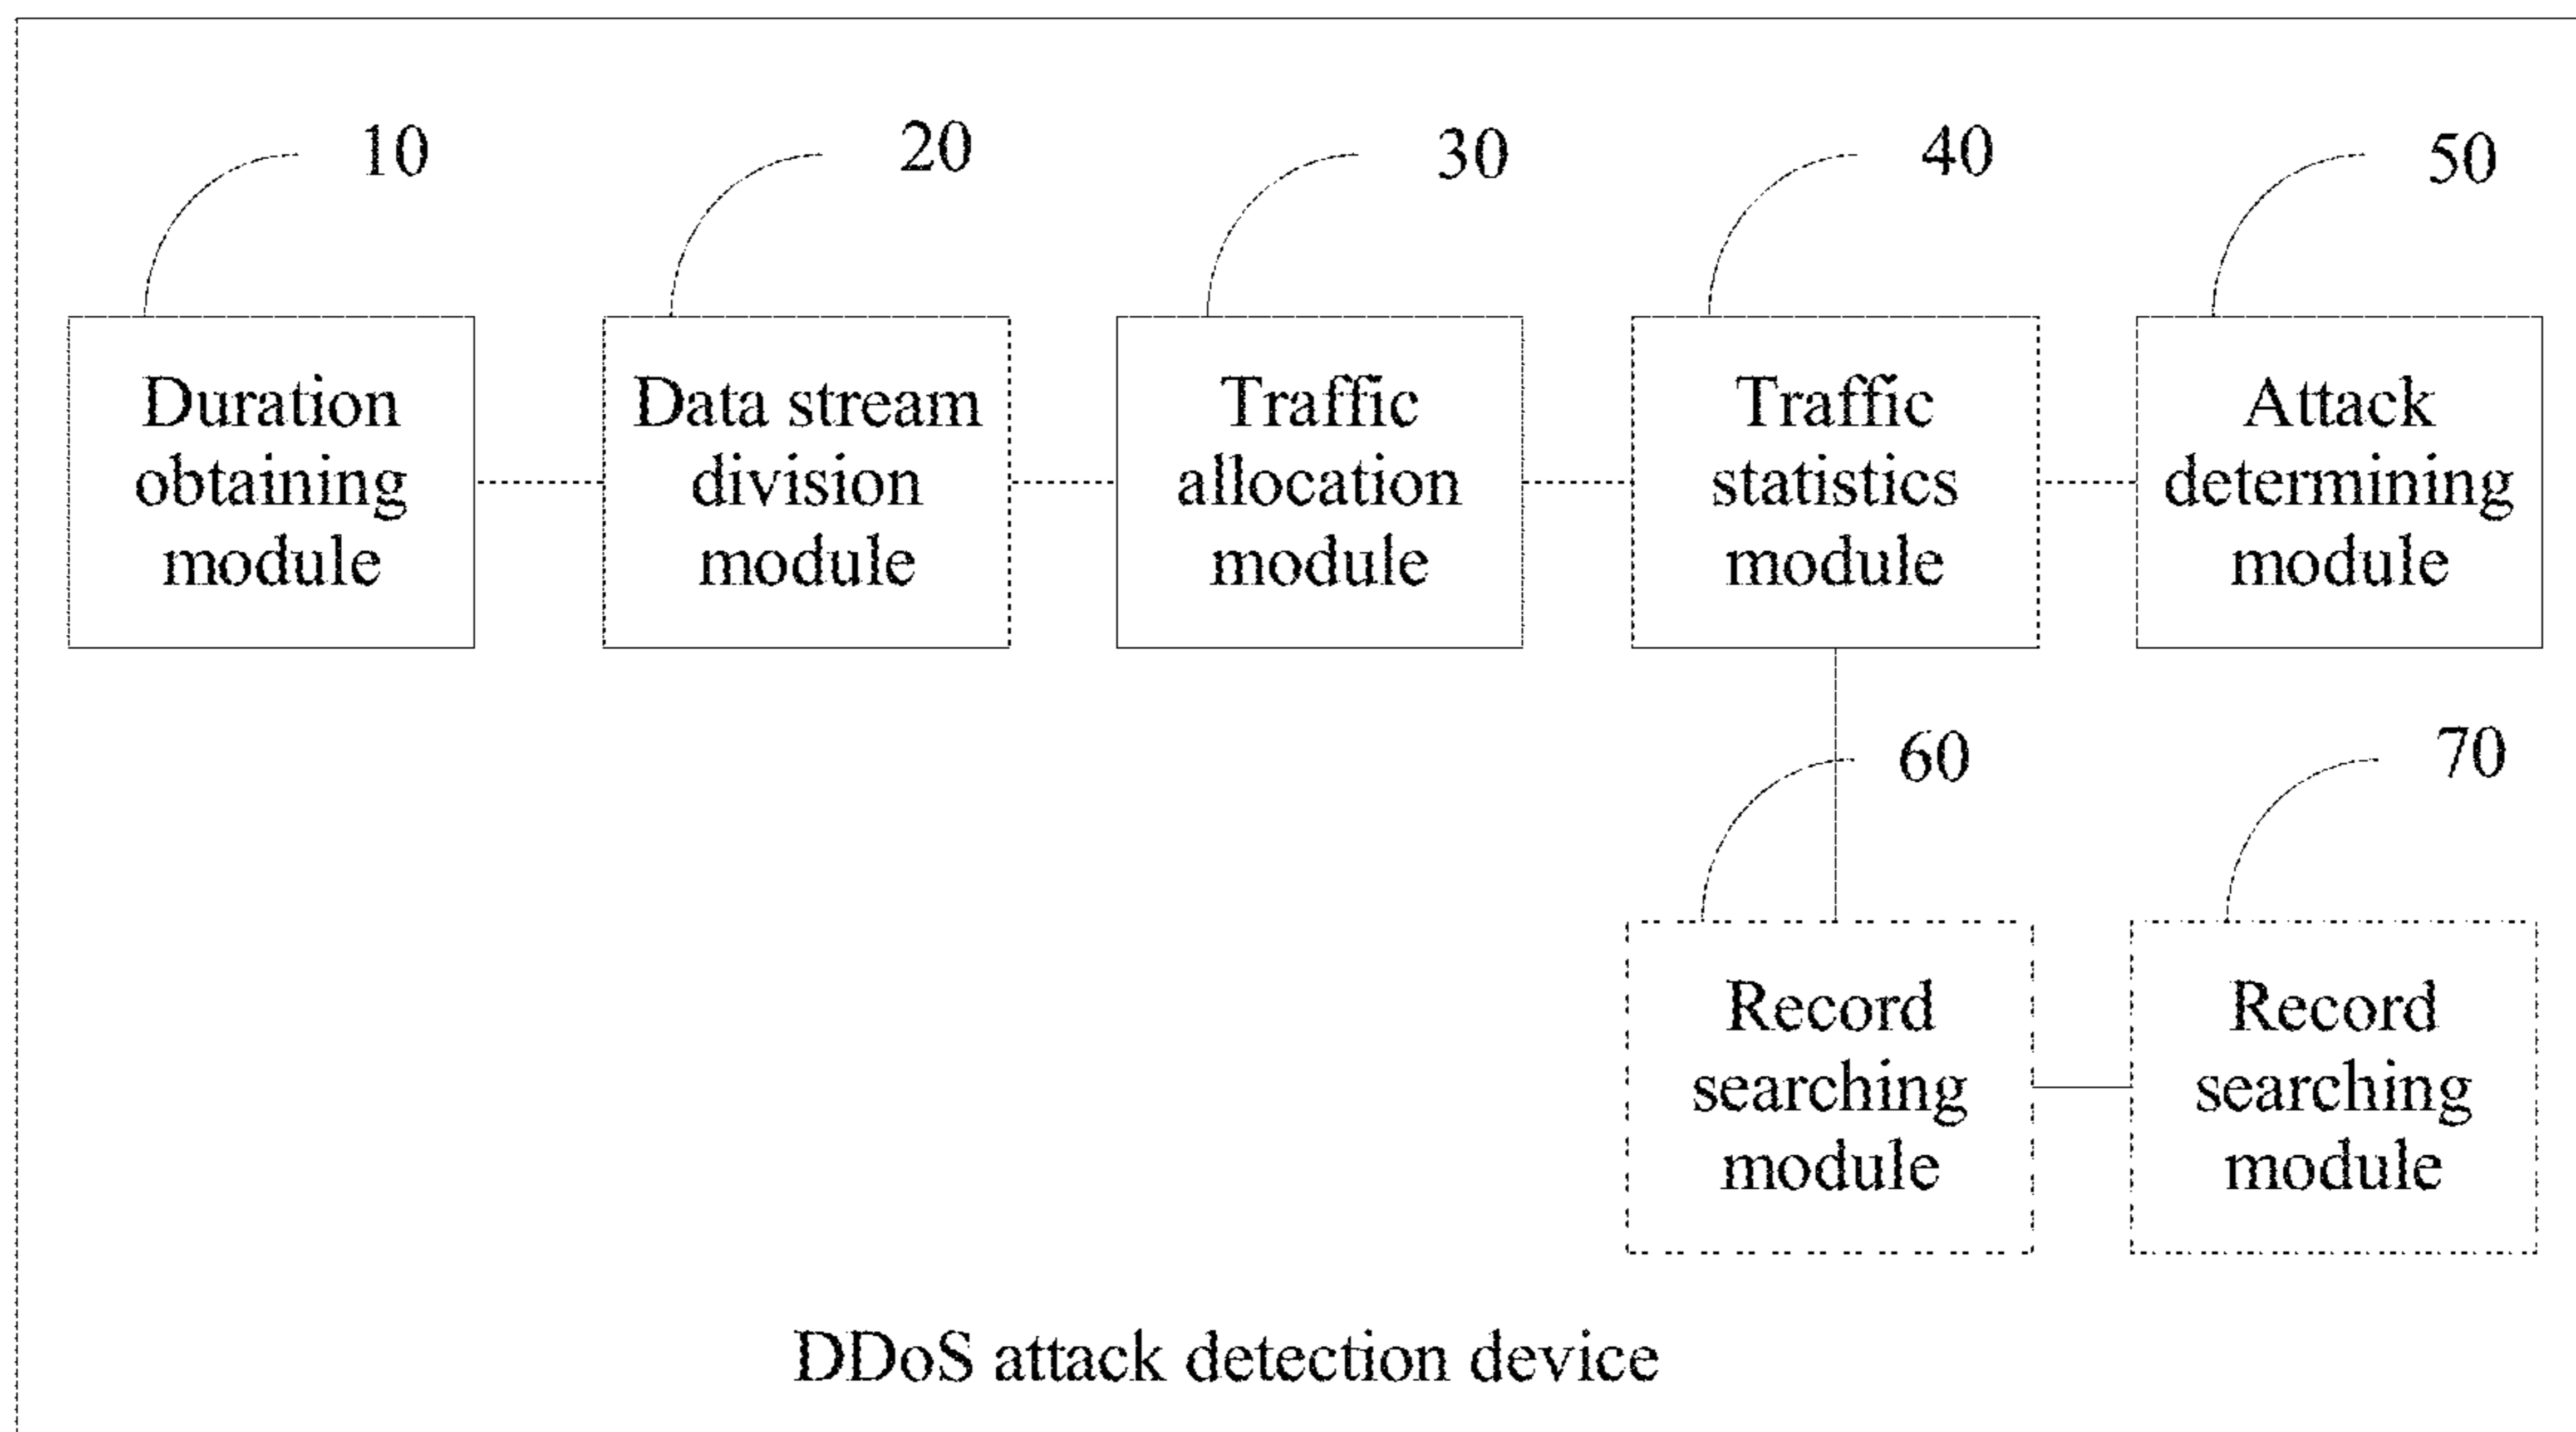 10
20
30
40
50
Duration
obtaining
module
Data stream
division
module
Traffic
allocation
module
Traffic
statistics
module
Attack
determining
module
60
70
Record
searching
module
Record
searching
module
DDoS attack detection device